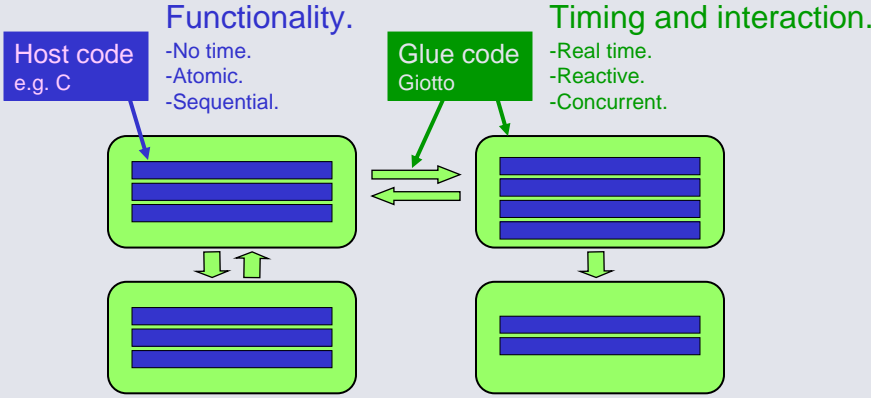 Functionality.
Host code
e.g. C
-No time.
-Atomic.
-Sequential.
Timing and interaction.
Glue code
Giotto
-Real time.
-Reactive.
-Concurrent.